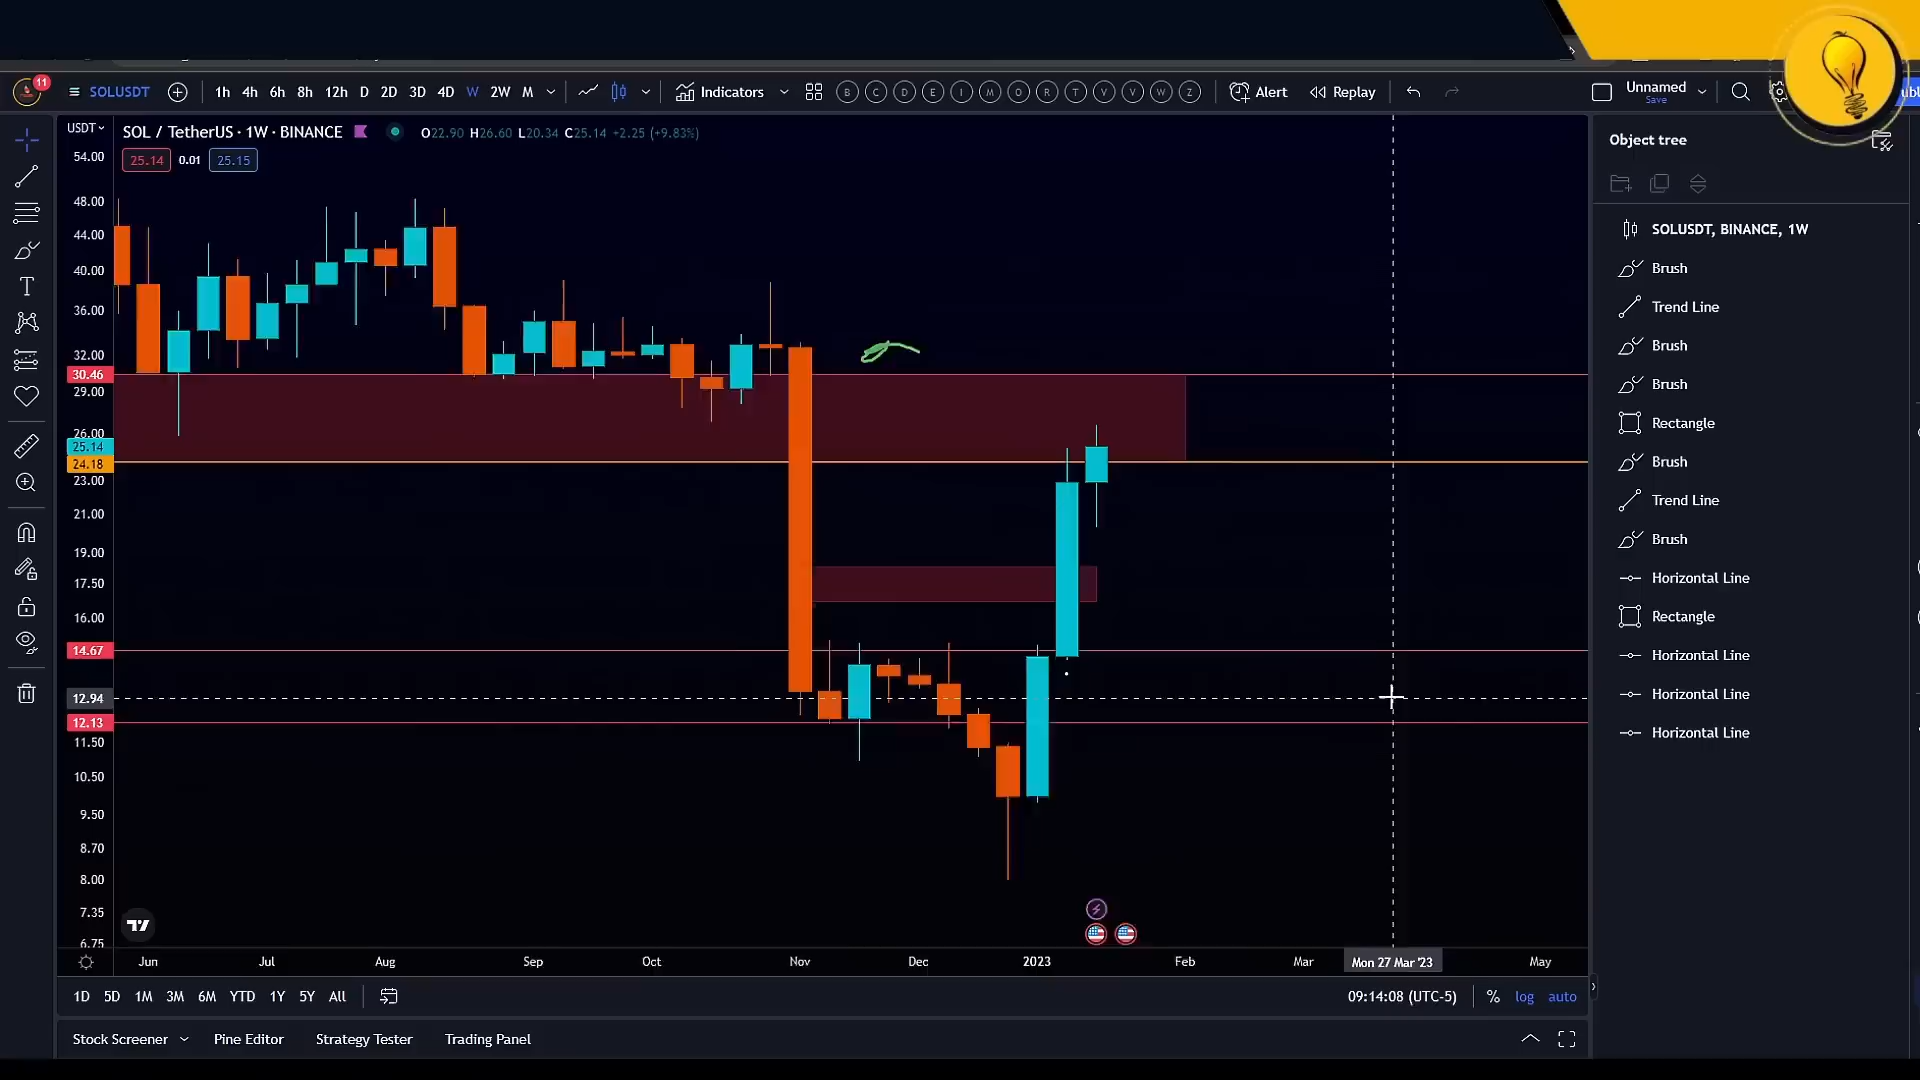 11
SOLUSDT
1h 4h 6h 8h 12h D 2D 3D 4D W 2W M
Indicators
B C D E I M O R T V V W Z
Alert
Replay
Unnamed
Save
USDT
SOL / TetherUS · 1W · BINANCE
O22.90 H26.60 L20.34 C25.14 +2.25 (+9.83%)
25.14 0.01 25.15
54.00
48.00
44.00
40.00
36.00
32.00
30.46
29.00
26.00
25.14
24.18
23.00
21.00
19.00
17.50
16.00
14.67
12.94
12.13
11.50
10.50
9.50
8.70
8.00
7.35
6.75
Jun Jul Aug Sep Oct Nov Dec 2023 Feb Mar Mon 27 Mar '23 May
1D 5D 1M 3M 6M YTD 1Y 5Y All
09:14:08 (UTC-5) % log auto
Stock Screener Pine Editor Strategy Tester Trading Panel
Object tree
SOLUSDT, BINANCE, 1W
Brush
Trend Line
Brush
Brush
Rectangle
Brush
Trend Line
Brush
Horizontal Line
Rectangle
Horizontal Line
Horizontal Line
Horizontal Line